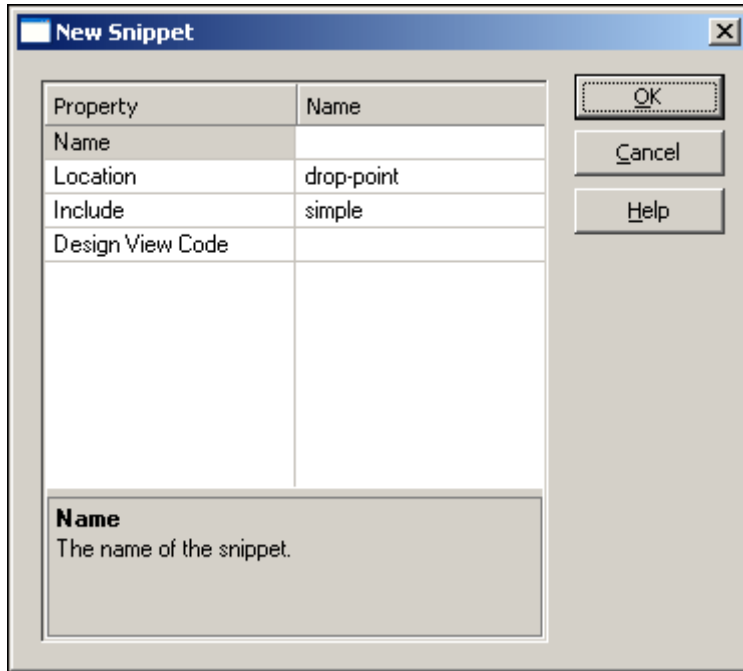 New Snippet
Property Name
Name
Location drop-point
Include simple
Design View Code
Name
The name of the snippet.
OK
Cancel
Help